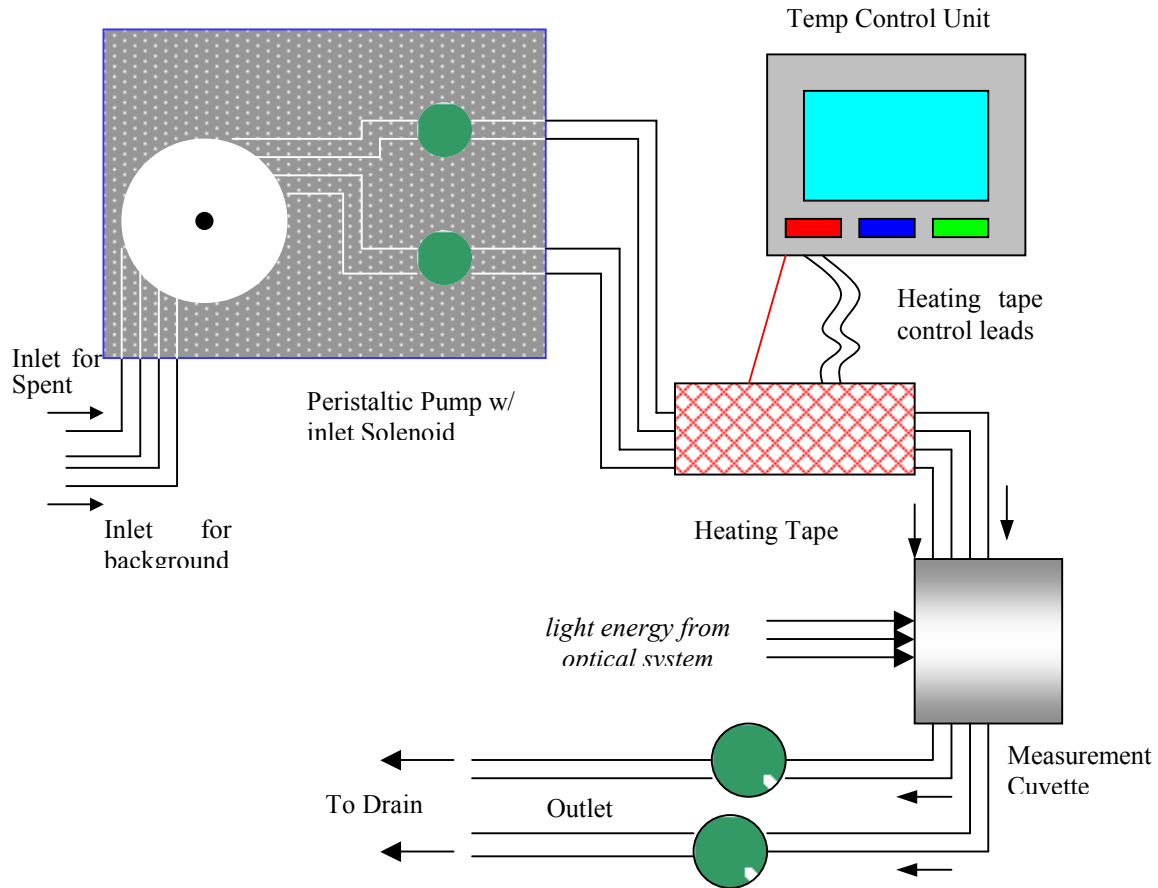 Temp Control Unit
Heating tape
control leads
Inlet for
Spent
Peristaltic Pump w/
inlet Solenoid
Inlet for
background
Heating Tape
light energy from
optical system
Measurement
Cuvette
To Drain
Outlet